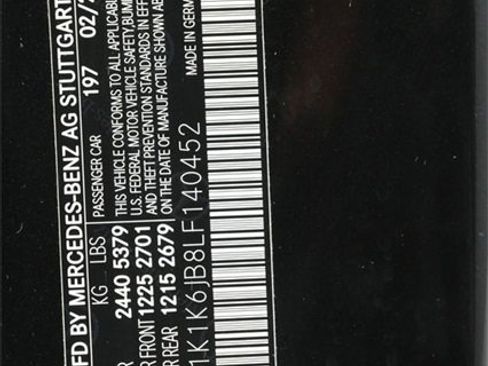 FD BY MERCEDES-BENZ AG STUTTGART
KG LBS PASSENGER CAR 197 02/
2440 5379 THIS VEHICLE CONFORMS TO ALL APPLICABL
FRONT 1225 2701 U.S. FEDERAL MOTOR VEHICLE SAFETY, BUM
REAR 1215 2679 AND THEFT PREVENTION STANDARDS IN EFF
ON THE DATE OF MANUFACTURE SHOWN AB
1K1K6JB8LF140452 MADE IN GERM